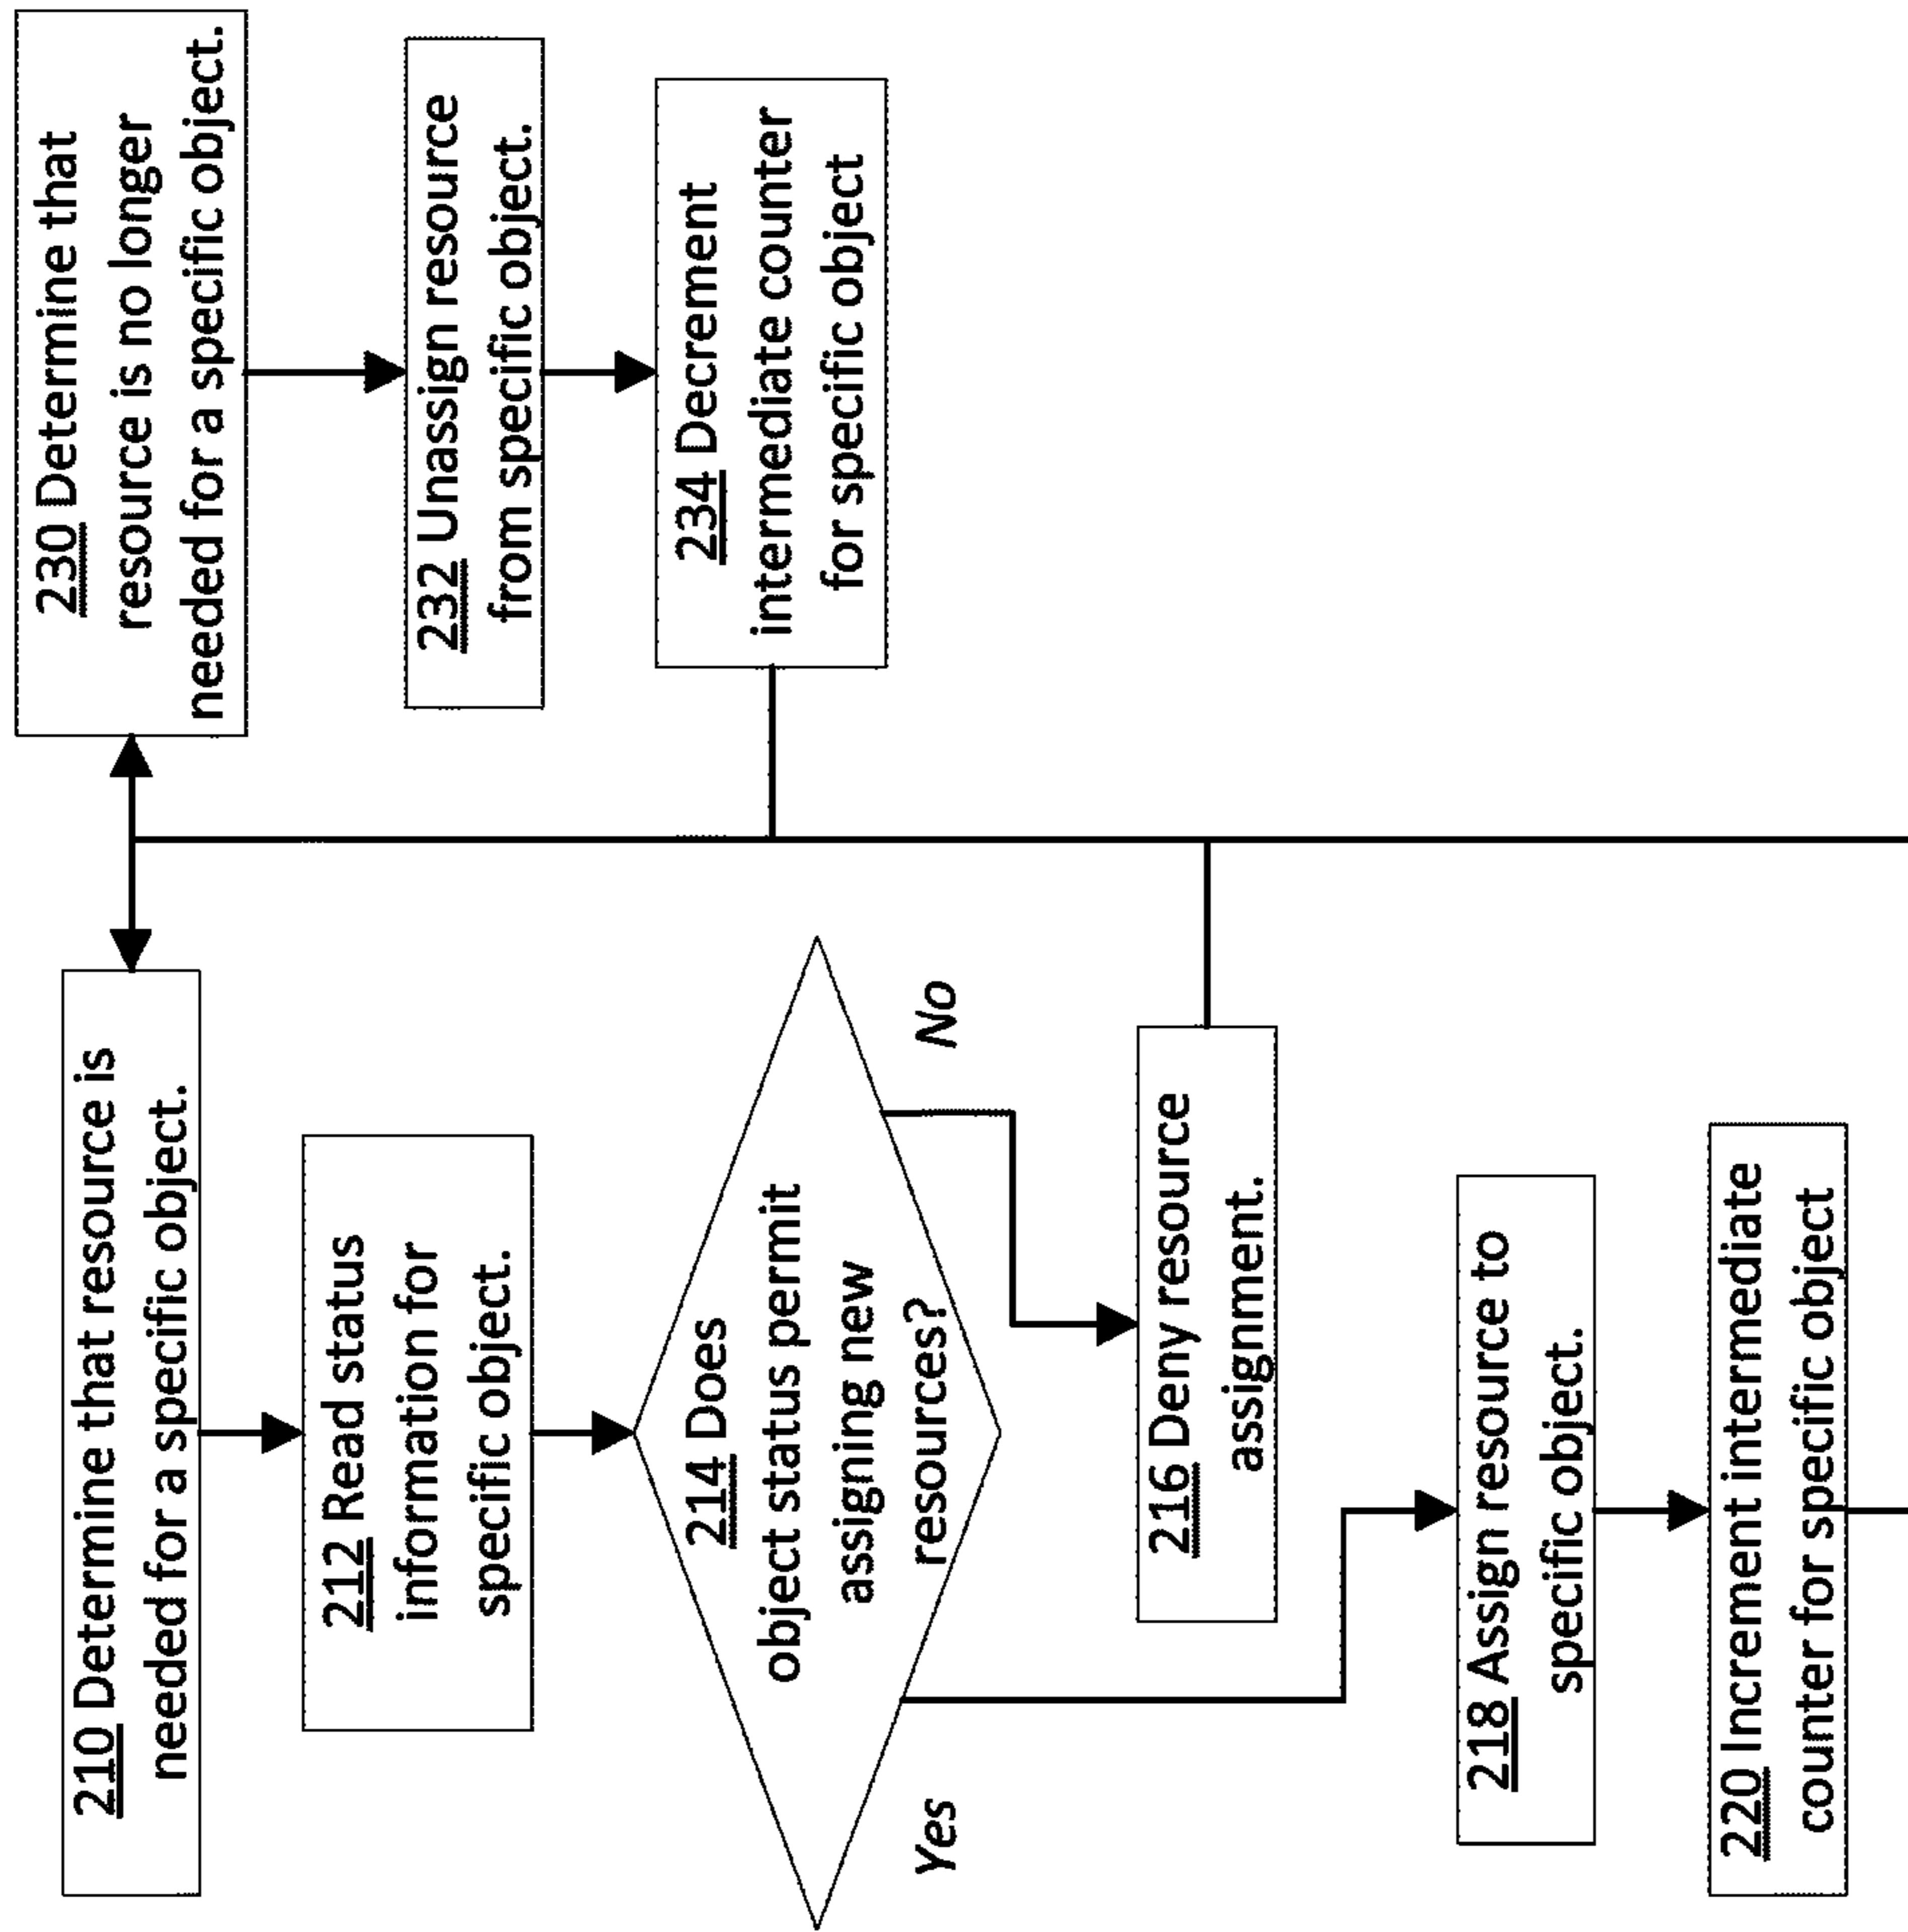 210 Determine that resource is
needed for a specific object.
212 Read status
information for
specific object.
214 Does
object status permit
assigning new
resources?
Yes
No
216 Deny resource
assignment.
218 Assign resource to
specific object.
220 Increment intermediate
counter for specific object
230 Determine that
resource is no longer
needed for a specific object.
232 Unassign resource
from specific object.
234 Decrement
intermediate counter
for specific object